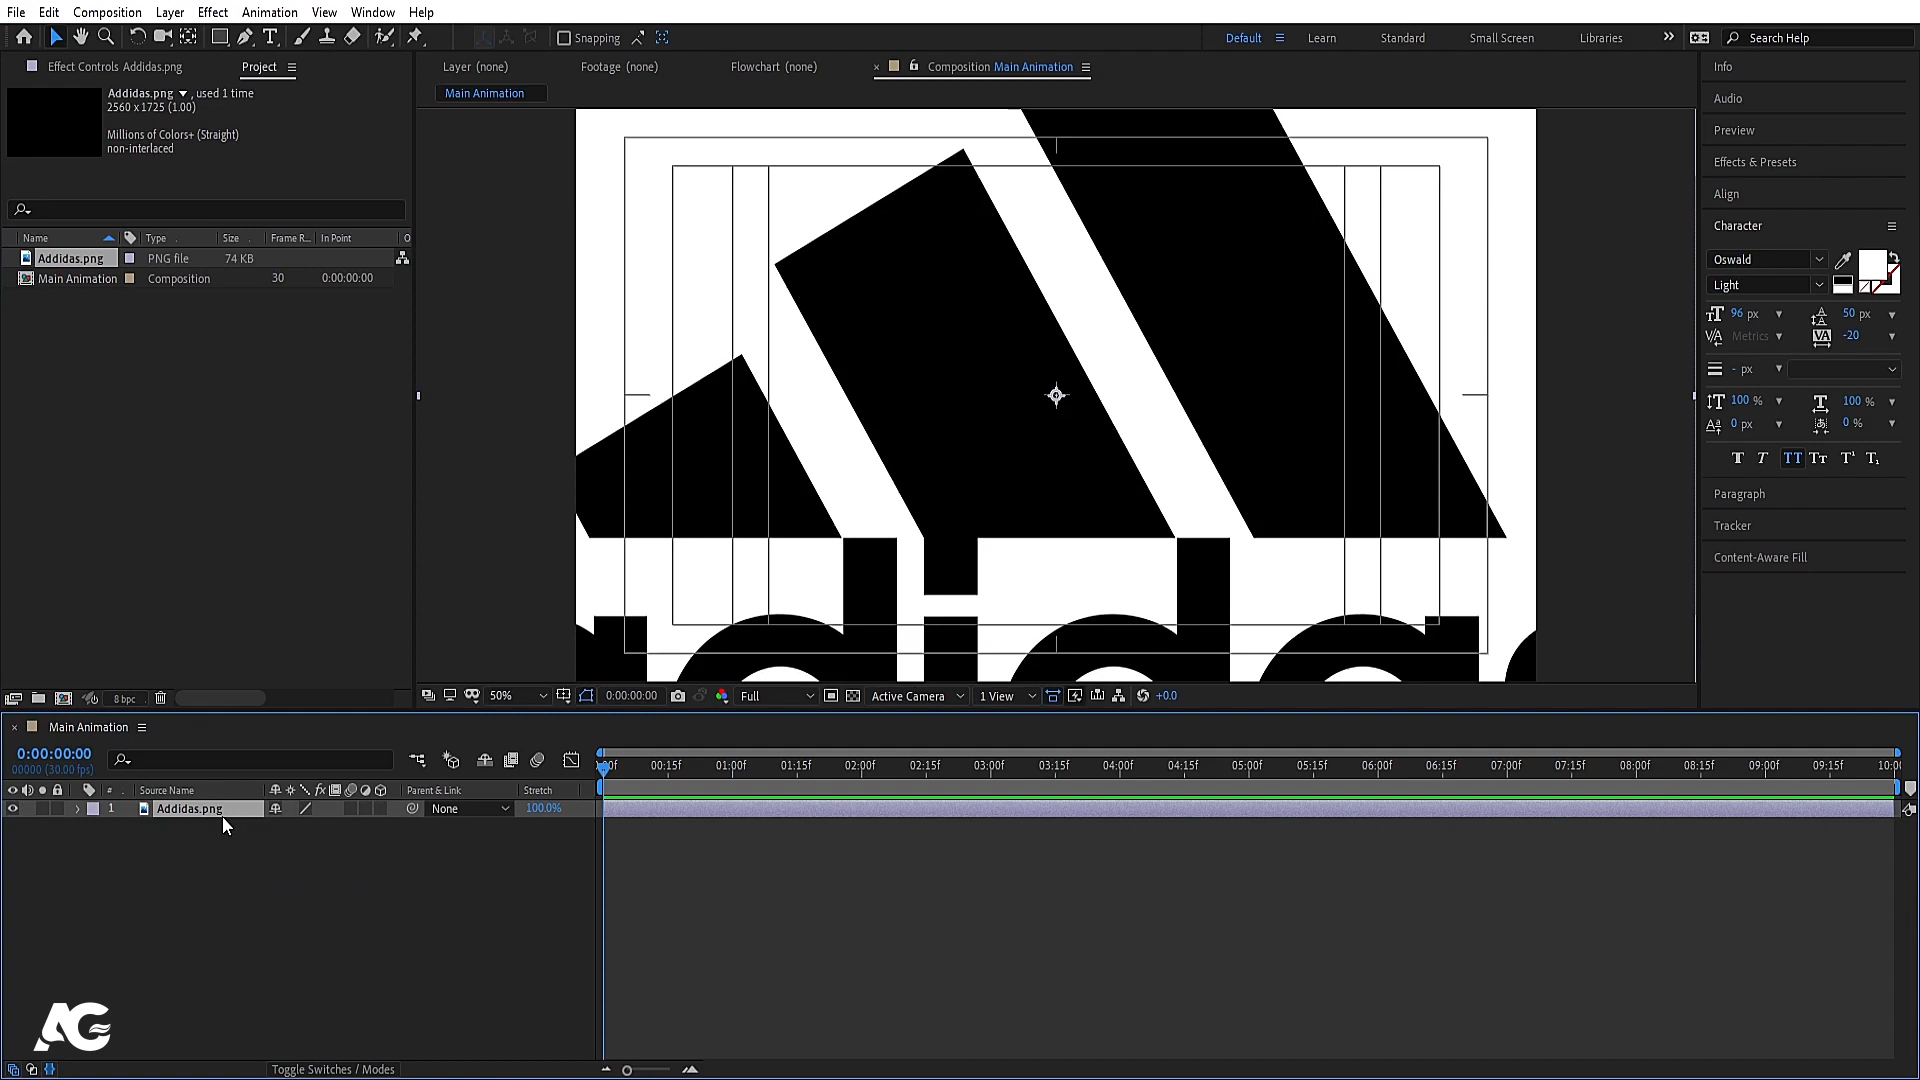 File Edit Composition Layer Effect Animation View Window Help
Snapping Default Learn Standard Small Screen Libraries Search Help
Effect Controls Addidas.png Project Layer (none) Footage (none) Flowchart (none) Composition Main Animation Info
Addidas.png , used 1 time
2560 x 1725 (1.00)
Millions of Colors+ (Straight)
non-interlaced
Main Animation
Audio
Preview
Effects & Presets
Align
Character
Name Type Size Frame R... In Point O
Addidas.png PNG file 74 KB
Main Animation Composition 30 0:00:00:00
Oswald
Light
96 px 50 px
Metrics -20
- px
100 % 100 %
0 px 0 %
T T TT Tт T¹ T₁
Paragraph
Tracker
Content-Aware Fill
8 bpc 50% 0:00:00:00 Full Active Camera 1 View +0.0
Main Animation
0:00:00:00
00000 (30.00 fps)
00:15f 01:00f 01:15f 02:00f 02:15f 03:00f 03:15f 04:00f 04:15f 05:00f 05:15f 06:00f 06:15f 07:00f 07:15f 08:00f 08:15f 09:00f 09:15f 10:00
# Source Name Parent & Link Stretch
1 Addidas.png None 100.0%
AG
Toggle Switches / Modes